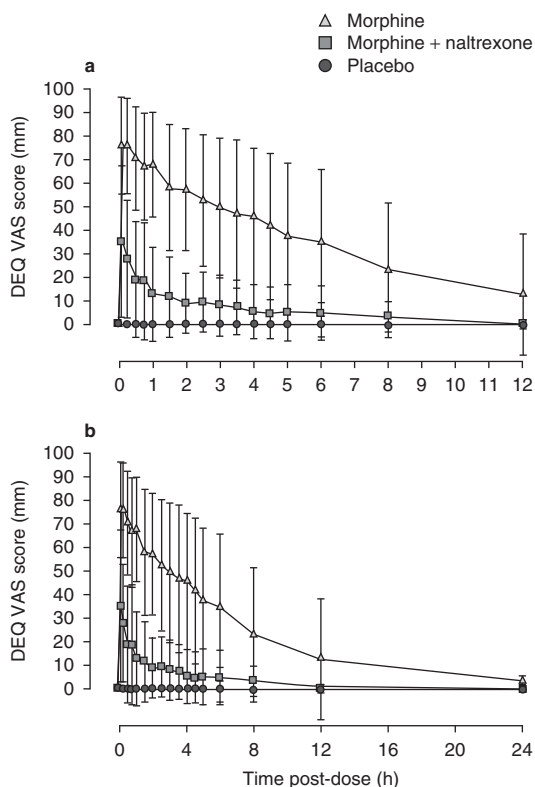 Morphine
Morphine + naltrexone
Placebo
a
100
90
80
70
60
50
40
30
20
10
0
DEQ VAS score (mm)
0 1 2 3 4 5 6 7 8 9 10 11 12
b
100
90
80
70
60
50
40
30
20
10
0
DEQ VAS score (mm)
0 4 8 12 16 20 24
Time post-dose (h)